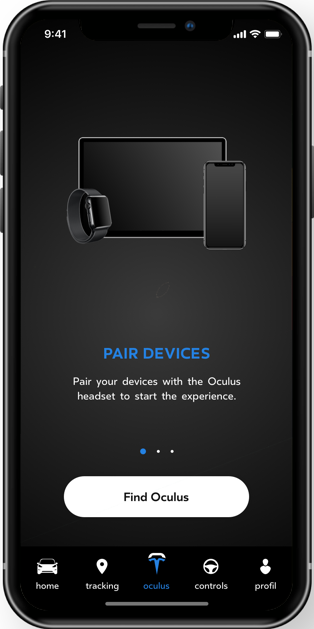 9:41
PAIR DEVICES
Pair your devices with the Oculus
headset to start the experience.
Find Oculus
home tracking oculus controls profil